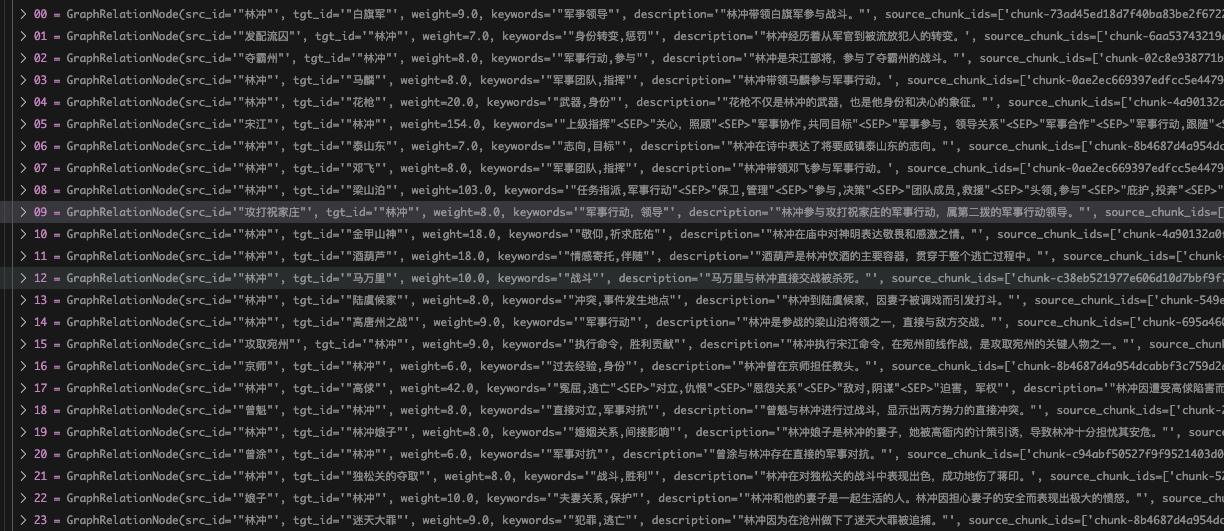 00 = GraphRelationNode(src_id='"林冲"', tgt_id='"白旗军"', weight=9.0, keywords='"军事领导"', description='"林冲带领白旗军参与战斗。"', source_chunk_ids=['chunk-73ad45ed18d7f40ba83be2f6722
01 = GraphRelationNode(src_id='"发配流囚"', tgt_id='"林冲"', weight=7.0, keywords='"身份转变,惩罚"', description='"林冲经历着从军官到被流放犯人的转变。', source_chunk_ids=['chunk-6aa53743219e
02 = GraphRelationNode(src_id='"夺霸州"', tgt_id='"林冲"', weight=8.0, keywords='"军事行动,参与"', description='"林冲是宋江部将，参与了夺霸州的战斗。"', source_chunk_ids=['chunk-02c8e938771b
03 = GraphRelationNode(src_id='"林冲"', tgt_id='"马麟"', weight=8.0, keywords='"军事团队,指挥"', description='"林冲带领马麟参与军事行动。', source_chunk_ids=['chunk-0ae2ec669397edfcc5e4479
04 = GraphRelationNode(src_id='"林冲"', tgt_id='"花枪"', weight=20.0, keywords='"武器,身份"', description='"花枪不仅是林冲的武器，也是他身份和决心的象征。"', source_chunk_ids=['chunk-4a90132a
05 = GraphRelationNode(src_id='"宋江"', tgt_id='"林冲"', weight=154.0, keywords='"上级指挥"<SEP>"关心，照顾"<SEP>"军事协作,共同目标"<SEP>"军事参与, 领导关系"<SEP>"军事合作"<SEP>"军事行动,跟随"<S
06 = GraphRelationNode(src_id='"林冲"', tgt_id='"泰山东"', weight=7.0, keywords='"志向,目标"', description='"林冲在诗中表达了将要威镇泰山东的志向。"', source_chunk_ids=['chunk-8b4687d4a954dc
07 = GraphRelationNode(src_id='"林冲"', tgt_id='"邓飞"', weight=8.0, keywords='"军事团队,指挥"', description='"林冲带领邓飞参与军事行动。', source_chunk_ids=['chunk-0ae2ec669397edfcc5e4479
08 = GraphRelationNode(src_id='"林冲"', tgt_id='"梁山泊"', weight=103.0, keywords='"任务指派,军事行动"<SEP>"保卫,管理"<SEP>"参与,决策"<SEP>"团队成员,救援"<SEP>"头领,参与"<SEP>"庇护,投奔"<SEP>"
09 = GraphRelationNode(src_id='"攻打祝家庄"', tgt_id='"林冲"', weight=8.0, keywords='"军事行动，领导"', description='"林冲参与攻打祝家庄的军事行动，属第二拨的军事行动领导。"', source_chunk_ids=[
10 = GraphRelationNode(src_id='"林冲"', tgt_id='"金甲山神"', weight=18.0, keywords='"敬仰,祈求庇佑"', description='"林冲在庙中对神明表达敬畏和感激之情。"', source_chunk_ids=['chunk-4a90132a0f
11 = GraphRelationNode(src_id='"林冲"', tgt_id='"酒葫芦"', weight=18.0, keywords='"情感寄托,伴随"', description='"酒葫芦是林冲饮酒的主要容器，贯穿于整个逃亡过程中。"', source_chunk_ids=['chunk-4
12 = GraphRelationNode(src_id='"林冲"', tgt_id='"马万里"', weight=10.0, keywords='"战斗"', description='"马万里与林冲直接交战被杀死。"', source_chunk_ids=['chunk-c38eb521977e606d10d7bbf9f7
13 = GraphRelationNode(src_id='"林冲"', tgt_id='"陆虞候家"', weight=8.0, keywords='"冲突,事件发生地点"', description='"林冲到陆虞候家，因妻子被调戏而引发打斗。"', source_chunk_ids=['chunk-549e
14 = GraphRelationNode(src_id='"林冲"', tgt_id='"高唐州之战"', weight=9.0, keywords='"军事行动"', description='"林冲是参战的梁山泊将领之一，直接与敌方交战。"', source_chunk_ids=['chunk-695a460
15 = GraphRelationNode(src_id='"攻取宛州"', tgt_id='"林冲"', weight=9.0, keywords='"执行命令，胜利贡献"', description='"林冲执行宋江命令，在宛州前线作战，是攻取宛州的关键人物之一。"', source_chunk_ids=['c
16 = GraphRelationNode(src_id='"京师"', tgt_id='"林冲"', weight=6.0, keywords='"过去经验,身份"', description='"林冲曾在京师担任教头。"', source_chunk_ids=['chunk-8b4687d4a954dcabbf3c759d2
17 = GraphRelationNode(src_id='"林冲"', tgt_id='"高俅"', weight=42.0, keywords='"冤屈,逃亡"<SEP>"对立,仇恨"<SEP>"恩怨关系"<SEP>"敌对,阴谋"<SEP>"迫害, 军权"', description='"林冲因遭受高俅陷害而
18 = GraphRelationNode(src_id='"曾魁"', tgt_id='"林冲"', weight=8.0, keywords='"直接对立,军事对抗"', description='"曾魁与林冲进行过战斗，显示出两方势力的直接冲突。', source_chunk_ids=['chunk-2
19 = GraphRelationNode(src_id='"林冲娘子"', tgt_id='"林冲"', weight=8.0, keywords='"婚姻关系,间接影响"', description='"林冲娘子是林冲的妻子，她被高衙内的计策引诱，导致林冲十分担忧其安危。"', source
20 = GraphRelationNode(src_id='"曾涂"', tgt_id='"林冲"', weight=6.0, keywords='"军事对抗"', description='"曾涂与林冲存在直接的军事对抗。"', source_chunk_ids=['chunk-c94abf50527f9f9521403d0
21 = GraphRelationNode(src_id='"林冲"', tgt_id='"独松关的夺取"', weight=8.0, keywords='"战斗,胜利"', description='"林冲在对独松关的战斗中表现出色，成功地伤了蒋印。', source_chunk_ids=['chunk-5
22 = GraphRelationNode(src_id='"娘子"', tgt_id='"林冲"', weight=10.0, keywords='"夫妻关系,保护"', description='"林冲和他的妻子是一起生活的人。林冲因担心妻子的安全而表现出极大的愤怒。"', source_chunk
23 = GraphRelationNode(src_id='"林冲"', tgt_id='"迷天大罪"', weight=9.0, keywords='"犯罪,逃亡"', description='"林冲因为在沧州做下了迷天大罪被追捕。"', source_chunk_ids=['chunk-8b4687d4a954d